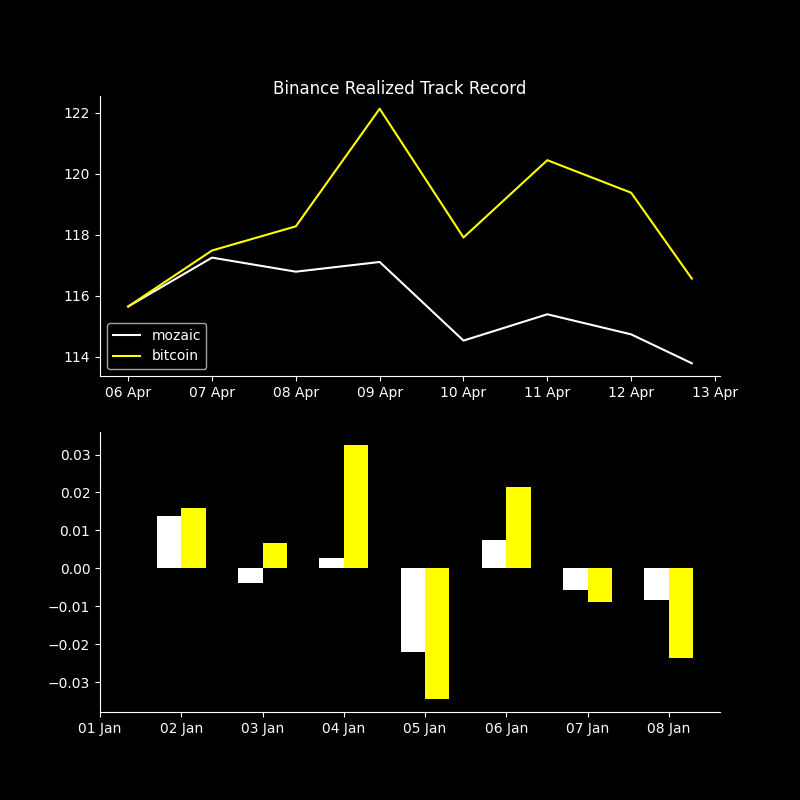 Binance Realized Track Record
122
120
118
116
114
mozaic
bitcoin
06 Apr 07 Apr 08 Apr 09 Apr 10 Apr 11 Apr 12 Apr 13 Apr
0.03
0.02
0.01
0.00
−0.01
−0.02
−0.03
01 Jan 02 Jan 03 Jan 04 Jan 05 Jan 06 Jan 07 Jan 08 Jan